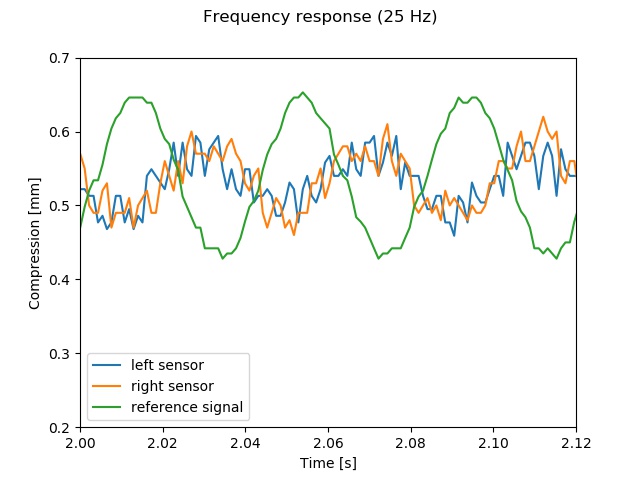 Frequency response (25 Hz)
0.7
0.6
0.5
0.4
0.3
0.2
Compression [mm]
left sensor
right sensor
reference signal
2.00 2.02 2.04 2.06 2.08 2.10 2.12
Time [s]